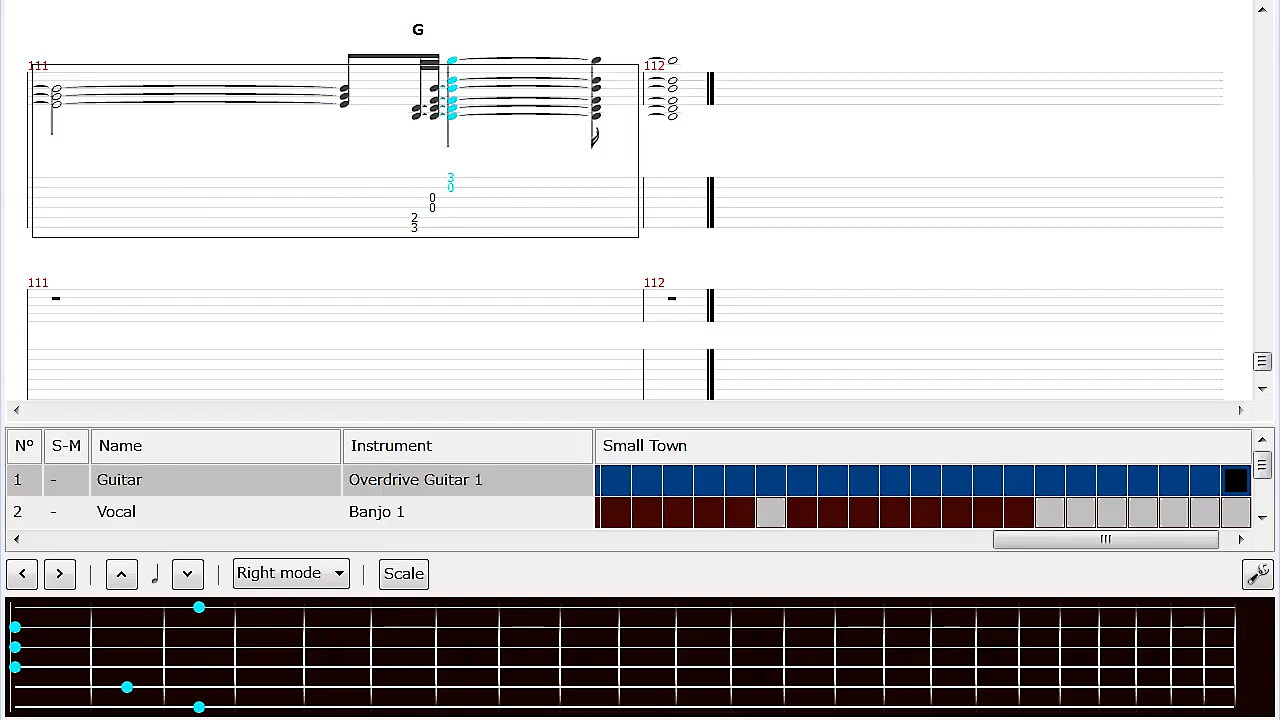 G
111 112
3
0
0
0
2
3
111 112
Nº S-M Name Instrument Small Town
1 - Guitar Overdrive Guitar 1
2 - Vocal Banjo 1
Right mode Scale